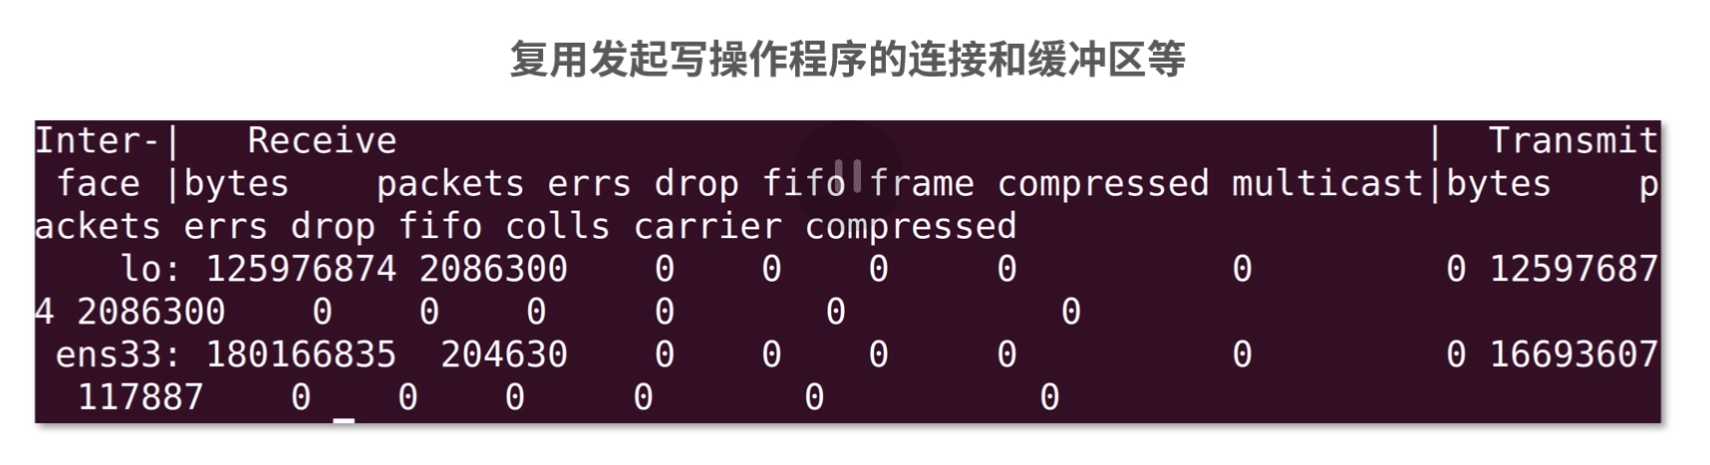 复用发起写操作程序的连接和缓冲区等
Inter-|   Receive                                                |  Transmit
 face |bytes    packets errs drop fifo frame compressed multicast|bytes    p
ackets errs drop fifo colls carrier compressed
    lo: 125976874 2086300    0    0    0     0          0         0 12597687
4 2086300    0    0    0     0       0          0
 ens33: 180166835  204630    0    0    0     0          0         0 16693607
  117887    0    0    0     0       0          0